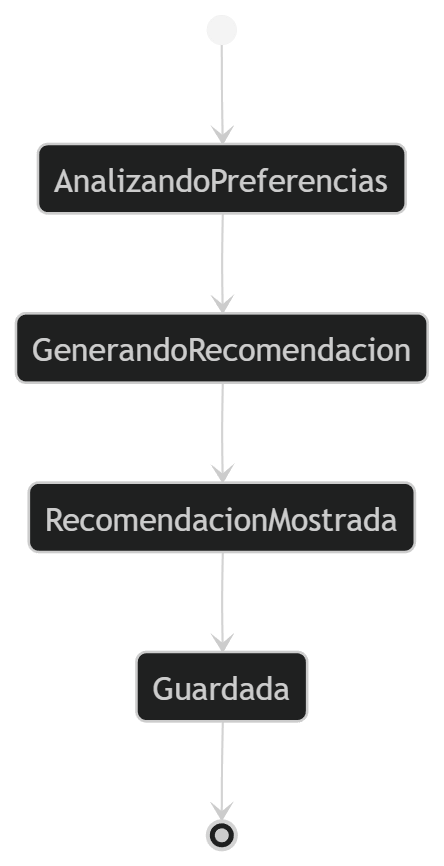 AnalizandoPreferencias
GenerandoRecomendacion
RecomendacionMostrada
Guardada